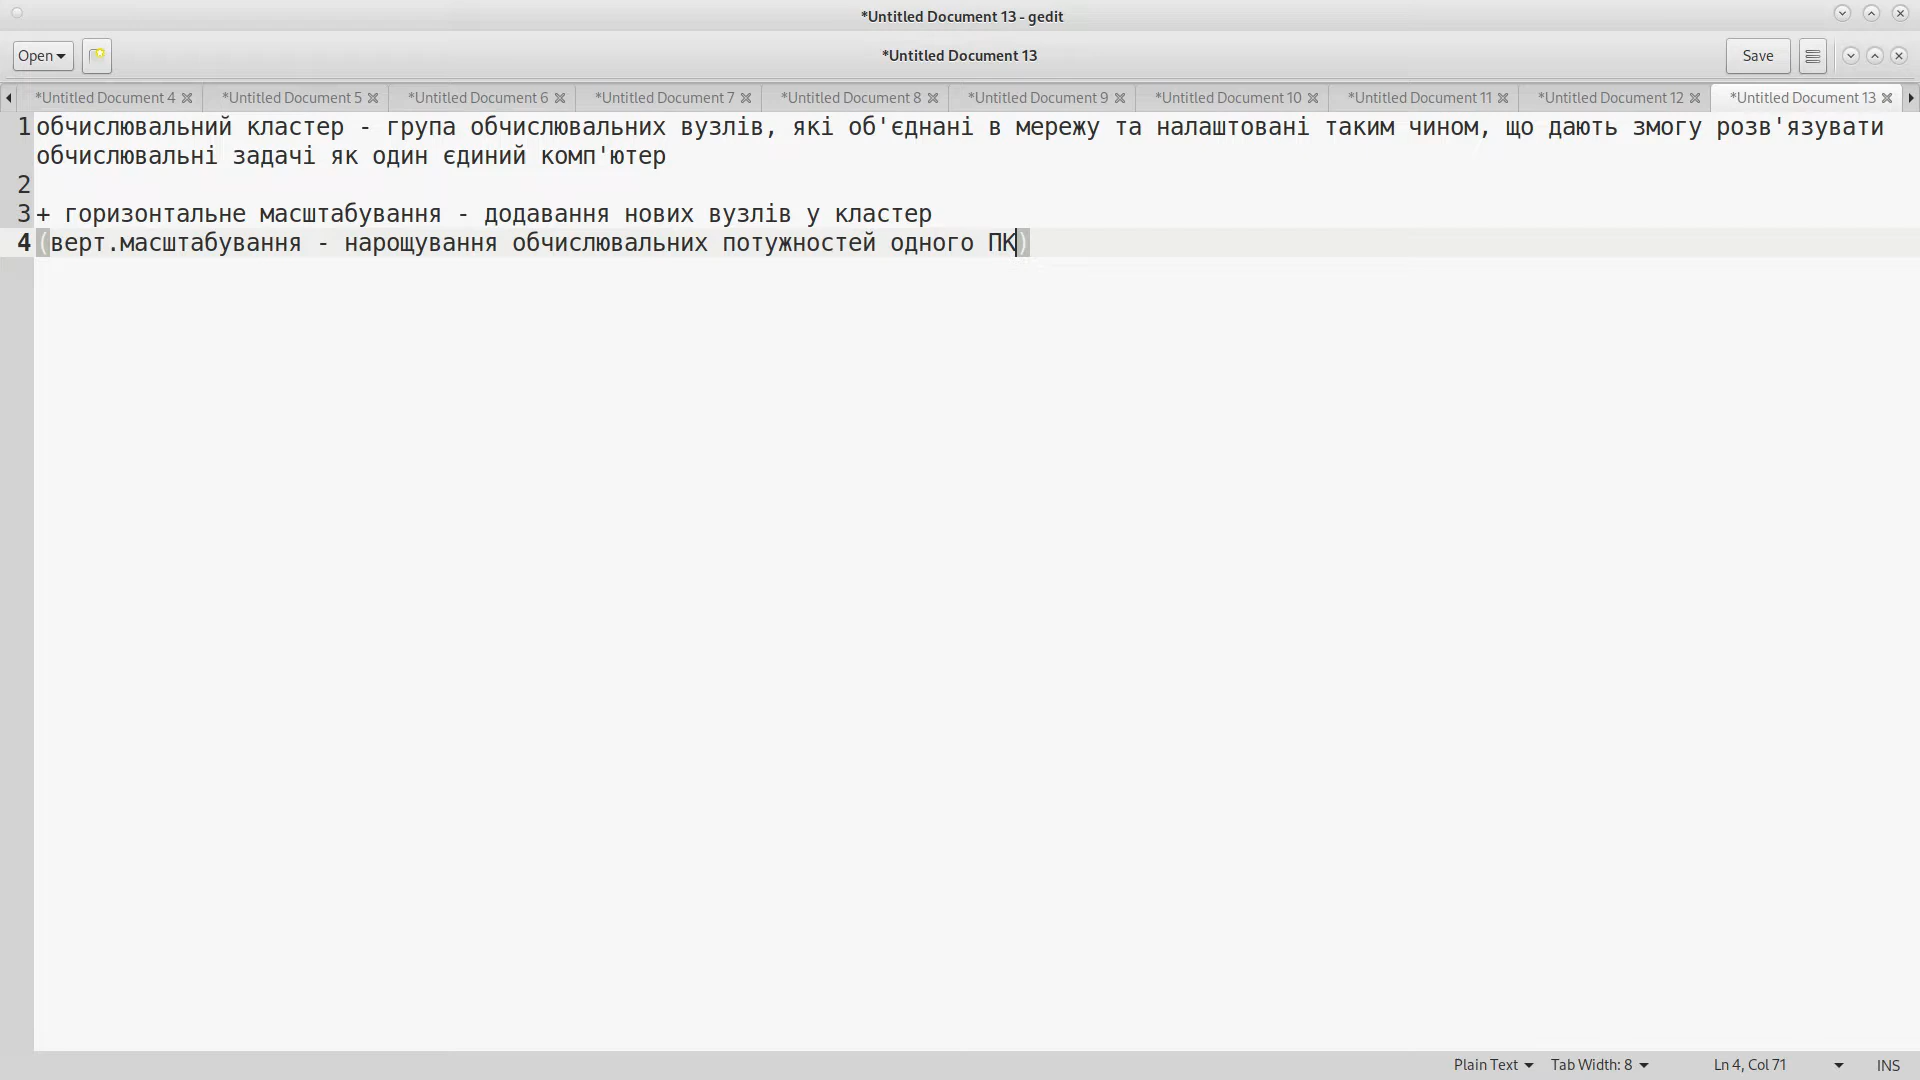 *Untitled Document 13 - gedit
Open
*Untitled Document 13
Save
*Untitled Document 4 *Untitled Document 5 *Untitled Document 6 *Untitled Document 7 *Untitled Document 8 *Untitled Document 9 *Untitled Document 10 *Untitled Document 11 *Untitled Document 12 *Untitled Document 13
1 обчислювальний кластер - група обчислювальних вузлів, які об'єднані в мережу та налаштовані таким чином, що дають змогу розв'язувати
обчислювальні задачі як один єдиний комп'ютер
2
3 + горизонтальне масштабування - додавання нових вузлів у кластер
4 (верт.масштабування - нарощування обчислювальних потужностей одного ПК)
Plain Text Tab Width: 8 Ln 4, Col 71 INS